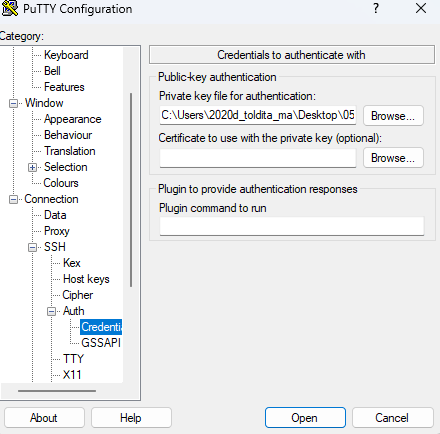 PuTTY Configuration
?
Category:
Keyboard
Bell
Features
Window
Appearance
Behaviour
Translation
Selection
Colours
Connection
Data
Proxy
SSH
Kex
Host keys
Cipher
Auth
Credentia
GSSAPI
TTY
X11
Credentials to authenticate with
Public-key authentication
Private key file for authentication:
C:\Users\2020d_toldita_ma\Desktop\05
Browse...
Certificate to use with the private key (optional):
Browse...
Plugin to provide authentication responses
Plugin command to run
About
Help
Open
Cancel